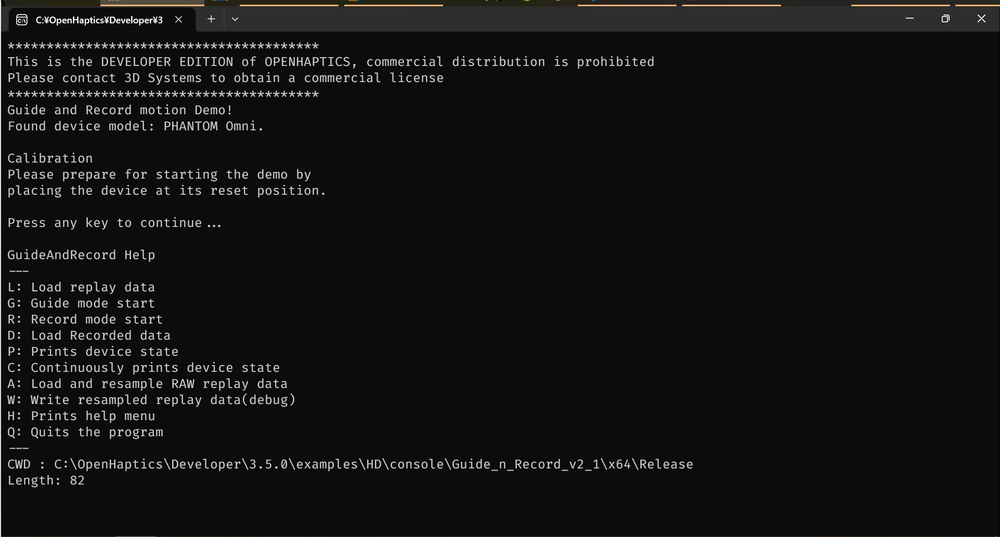 C:¥OpenHaptics¥Developer¥3
****************************************
This is the DEVELOPER EDITION of OPENHAPTICS, commercial distribution is prohibited
Please contact 3D Systems to obtain a commercial license
****************************************
Guide and Record motion Demo!
Found device model: PHANTOM Omni.
Calibration
Please prepare for starting the demo by
placing the device at its reset position.
Press any key to continue...
GuideAndRecord Help
---
L: Load replay data
G: Guide mode start
R: Record mode start
D: Load Recorded data
P: Prints device state
C: Continuously prints device state
A: Load and resample RAW replay data
W: Write resampled replay data(debug)
H: Prints help menu
Q: Quits the program
---
CWD : C:\OpenHaptics\Developer\3.5.0\examples\HD\console\Guide_n_Record_v2_1\x64\Release
Length: 82